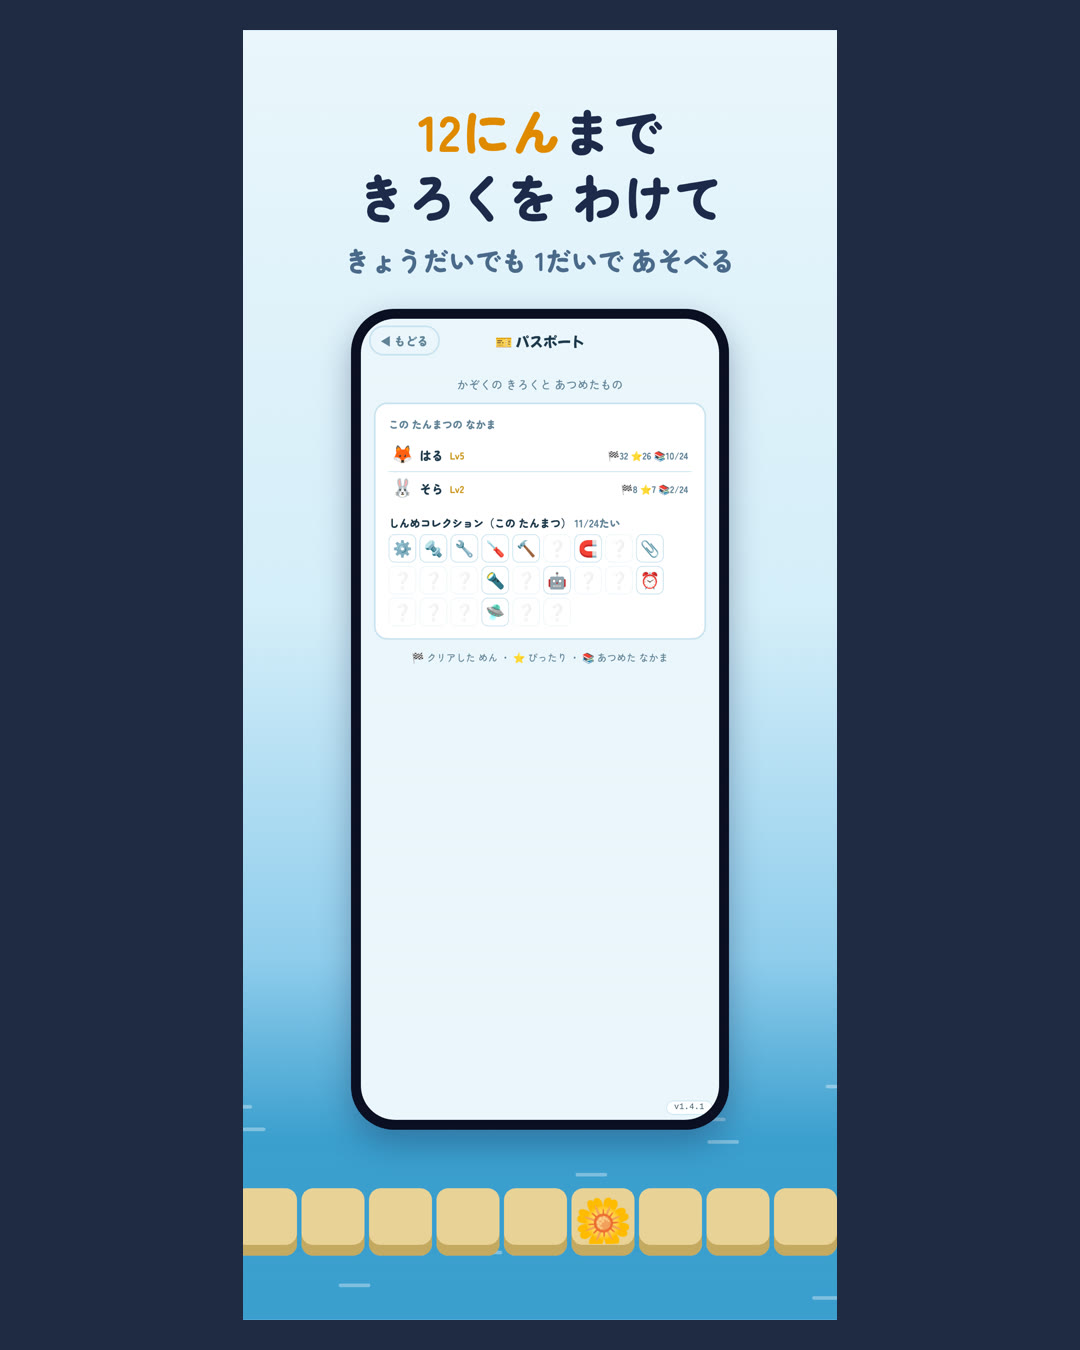 12にんまで
きろくを わけて
きょうだいでも 1だいで あそべる
◀ もどる
🎫 パスポート
かぞくの きろくと あつめたもの
この たんまつの なかま
🦊 はる Lv5 🏁32 ⭐26 📚10/24
🐰 そら Lv2 🏁8 ⭐7 📚2/24
しんめコレクション（この たんまつ） 11/24たい
❔ ❔
❔ ❔ ❔ ❔ ❔ ❔
❔ ❔ ❔ ❔ ❔
🏁 クリアした めん ・ ⭐ ぴったり ・ 📚 あつめた なかま
v1.4.1